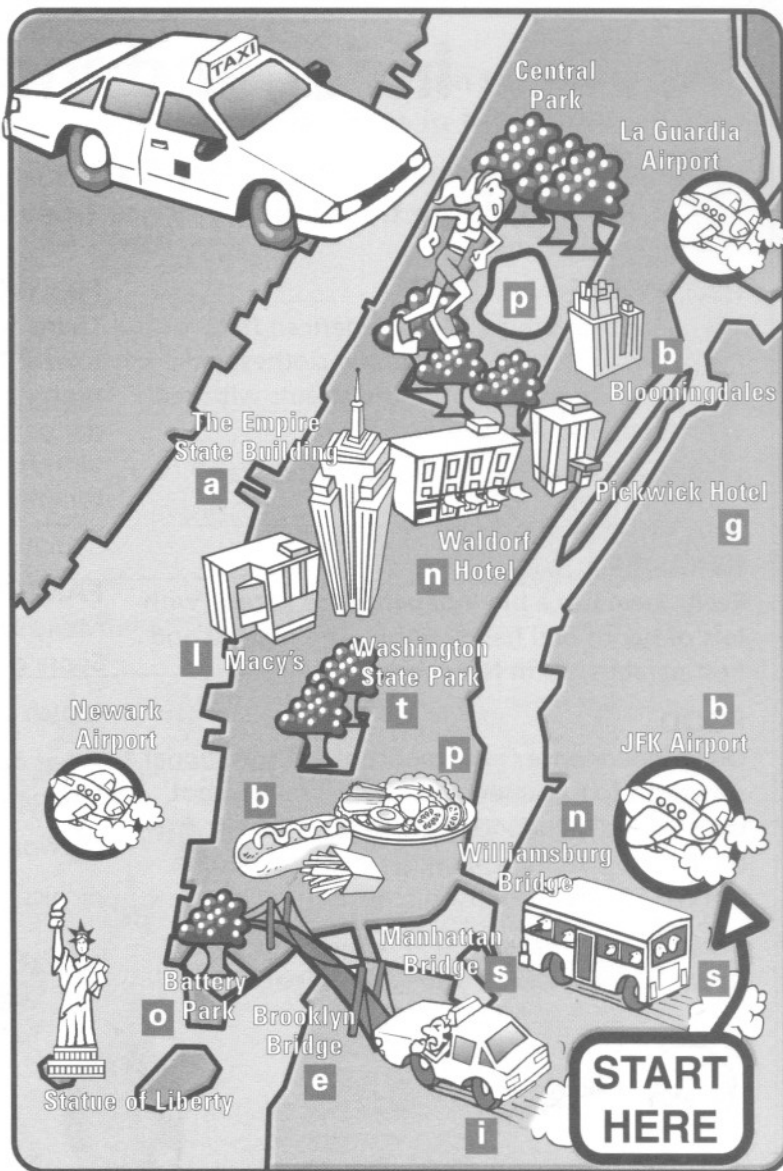 TAXI
Central
Park
La Guardia
Airport
p
b
Bloomingdales
The Empire
State Building
a
Pickwick Hotel
g
Waldorf
Hotel
n
l
Macy's
Washington
State Park
t
Newark
Airport
b
JFK Airport
p
b
n
Williamsburg
Bridge
Manhattan
Bridge
s
s
Battery
Park
o
Brooklyn
Bridge
e
Statue of Liberty
i
START
HERE